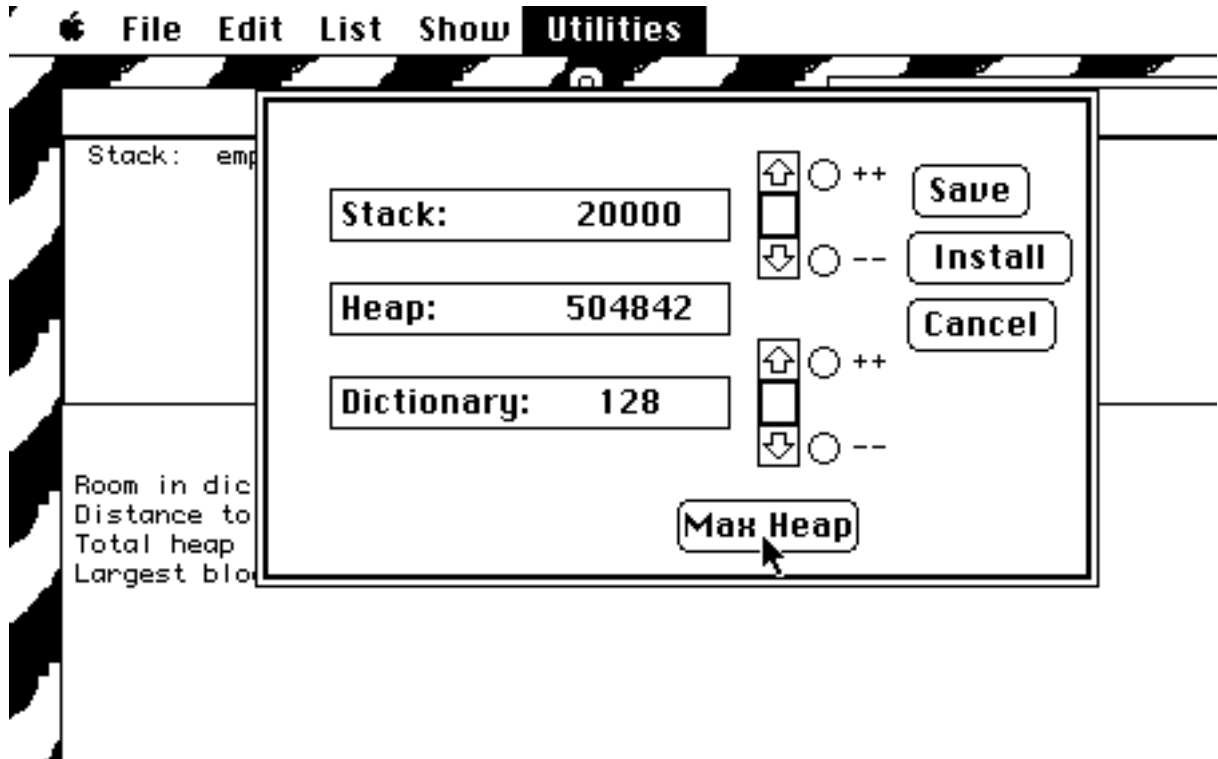 File Edit List Show Utilities
Stack: emp
Stack: 20000
Heap: 504842
Dictionary: 128
++
--
++
--
Save
Install
Cancel
Max Heap
Room in dic
Distance to
Total heap
Largest blo